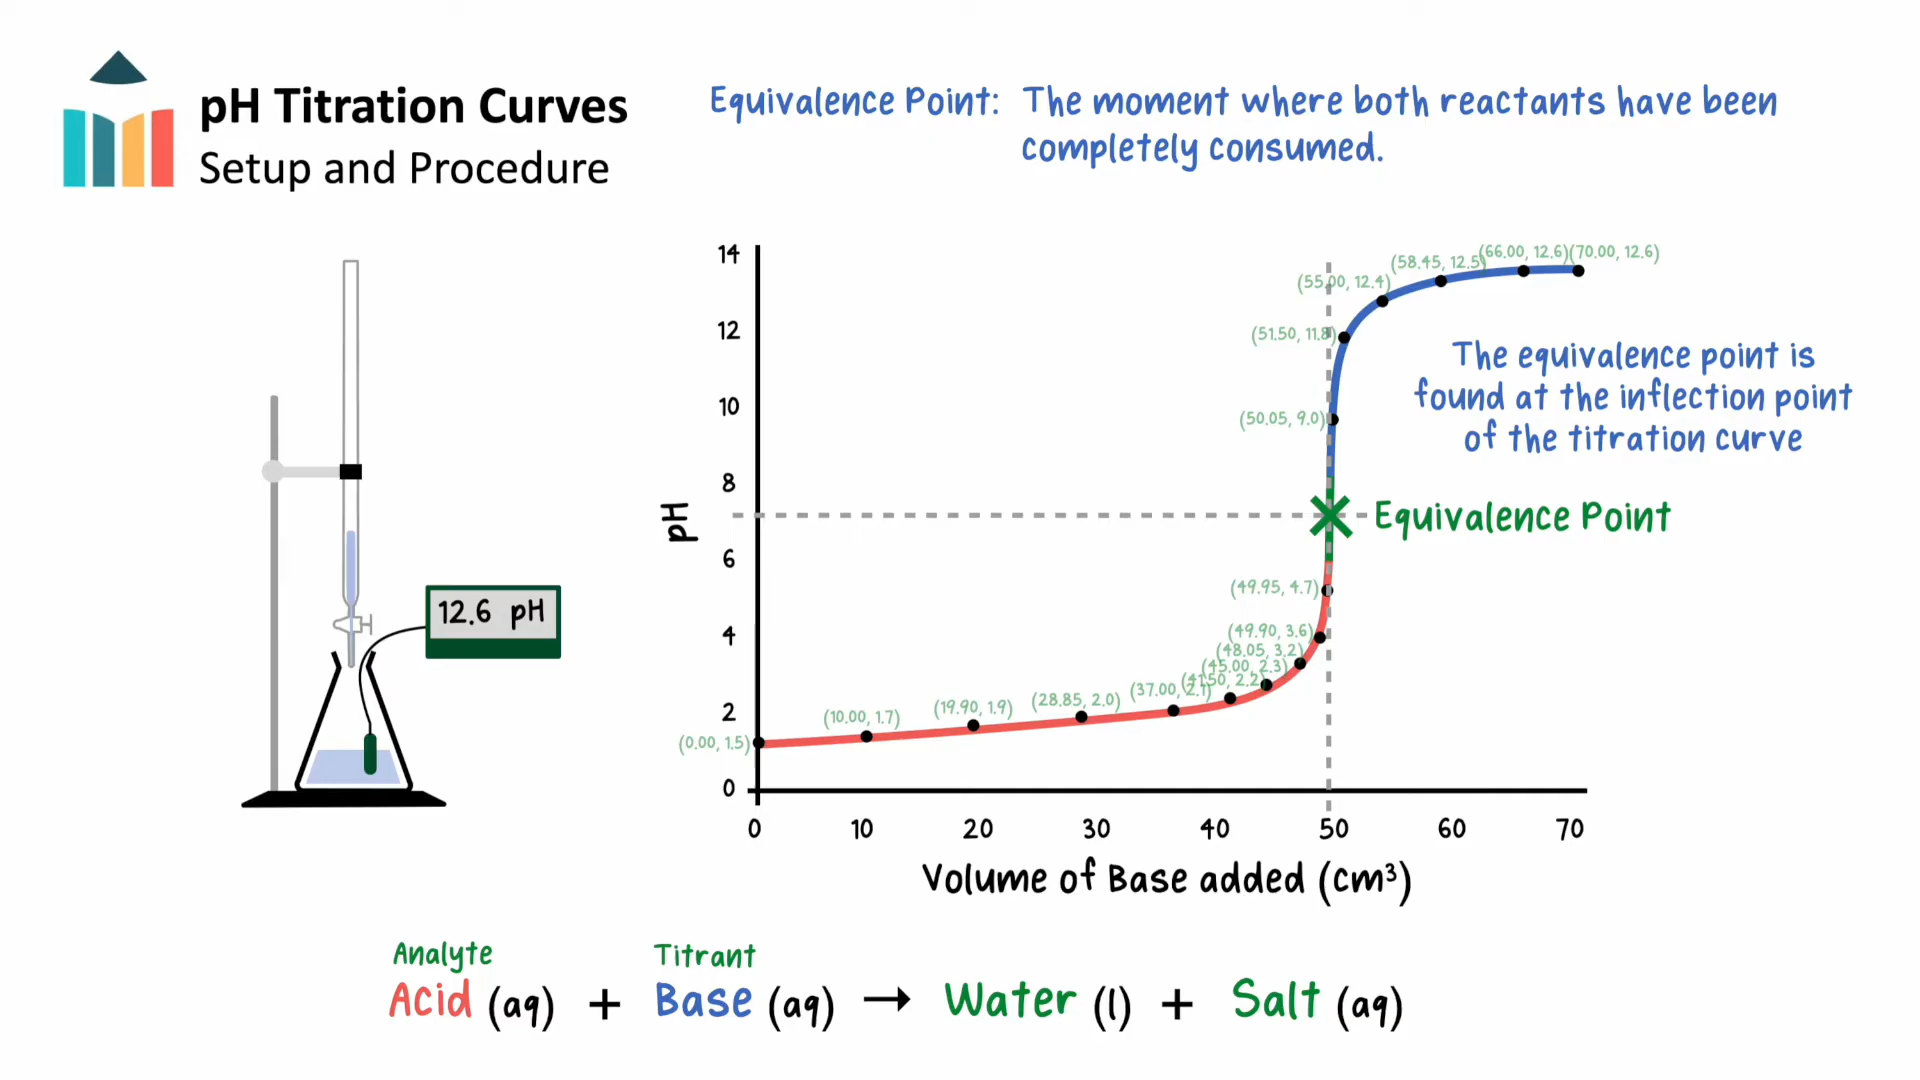 pH Titration Curves
Setup and Procedure
Equivalence Point: The moment where both reactants have been
completely consumed.
14
12
10
8
6
4
2
0
pH
(0.00, 1.5)
(10.00, 1.7)
(19.90, 1.9)
(28.85, 2.0)
(37.00, 2.1)
(41.50, 2.2)
(45.00, 2.3)
(48.05, 3.2)
(49.90, 3.6)
(49.95, 4.7)
(50.05, 9.0)
(51.50, 11.8)
(55.00, 12.4)
(58.45, 12.5)
(66.00, 12.6)
(70.00, 12.6)
The equivalence point is
found at the inflection point
of the titration curve
Equivalence Point
12.6 pH
0 10 20 30 40 50 60 70
Volume of Base added (cm³)
Analyte Titrant
Acid (aq) + Base (aq) → Water (l) + Salt (aq)